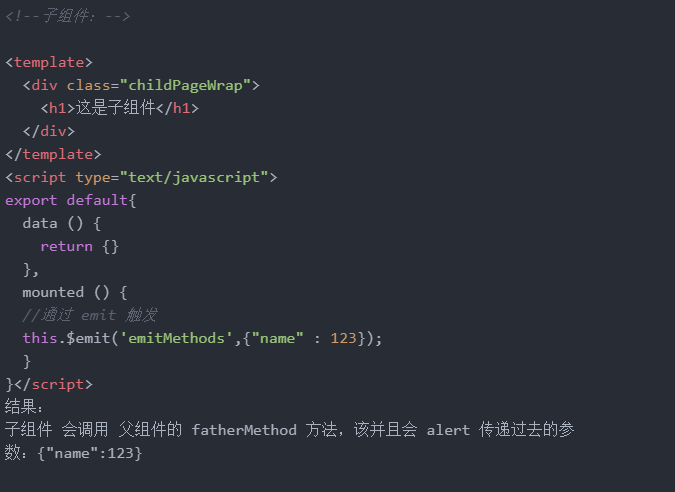 <!--子组件：-->
<template>
  <div class="childPageWrap">
    <h1>这是子组件</h1>
  </div>
</template>
<script type="text/javascript">
export default{
  data () {
    return {}
  },
  mounted () {
  //通过 emit 触发
  this.$emit('emitMethods',{"name" : 123});
  }
}</script>
结果：
子组件 会调用 父组件的 fatherMethod 方法，该并且会 alert 传递过去的参
数：{"name":123}